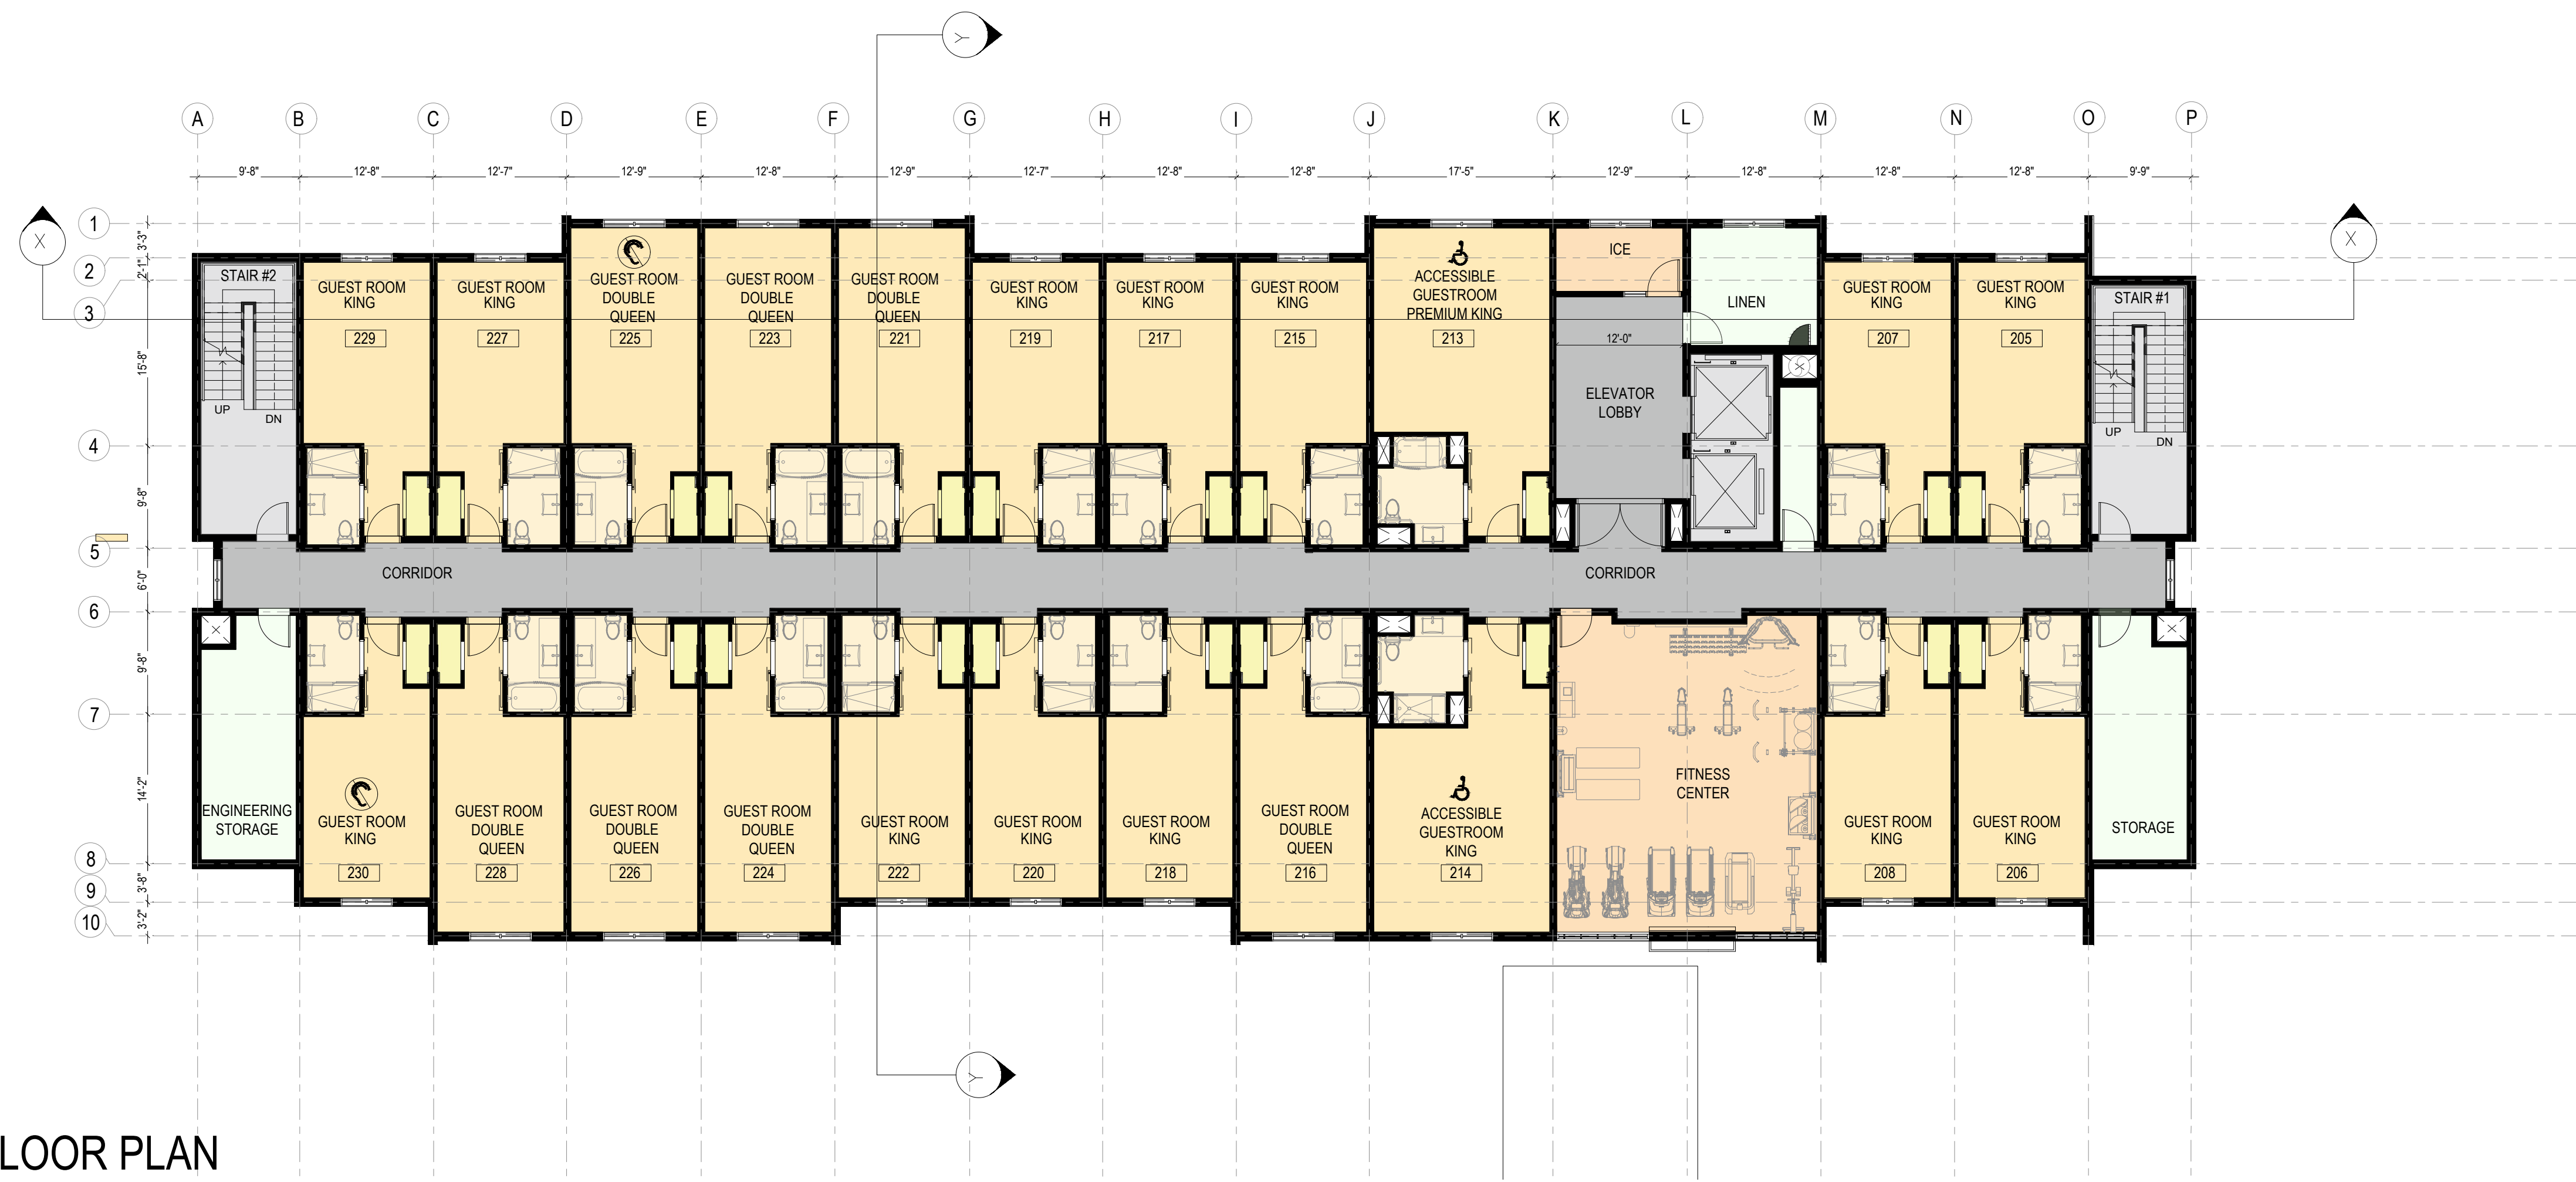 Y
A B C D E F G H I J K L M N O P
9'-8" 12'-8" 12'-7" 12'-9" 12'-8" 12'-9" 12'-7" 12'-8" 12'-8" 17'-5" 12'-9" 12'-8" 12'-8" 12'-8" 9'-9"
X
X
1
2
3
4
5
6
7
8
9
10
3'-3"
2'-1"
15'-8"
9'-8"
6'-0"
9'-8"
14'-2"
3'-8"
3'-2"
STAIR #2
UP
DN
GUEST ROOM
KING
229
GUEST ROOM
KING
227
GUEST ROOM
DOUBLE
QUEEN
225
GUEST ROOM
DOUBLE
QUEEN
223
GUEST ROOM
DOUBLE
QUEEN
221
GUEST ROOM
KING
219
GUEST ROOM
KING
217
GUEST ROOM
KING
215
ACCESSIBLE
GUESTROOM
PREMIUM KING
213
ICE
12'-0"
ELEVATOR
LOBBY
LINEN
GUEST ROOM
KING
207
GUEST ROOM
KING
205
STAIR #1
UP
DN
CORRIDOR
CORRIDOR
ENGINEERING
STORAGE
GUEST ROOM
KING
230
GUEST ROOM
DOUBLE
QUEEN
228
GUEST ROOM
DOUBLE
QUEEN
226
GUEST ROOM
DOUBLE
QUEEN
224
GUEST ROOM
KING
222
GUEST ROOM
KING
220
GUEST ROOM
KING
218
GUEST ROOM
DOUBLE
QUEEN
216
ACCESSIBLE
GUESTROOM
KING
214
FITNESS
CENTER
GUEST ROOM
KING
208
GUEST ROOM
KING
206
STORAGE
Y
LOOR PLAN